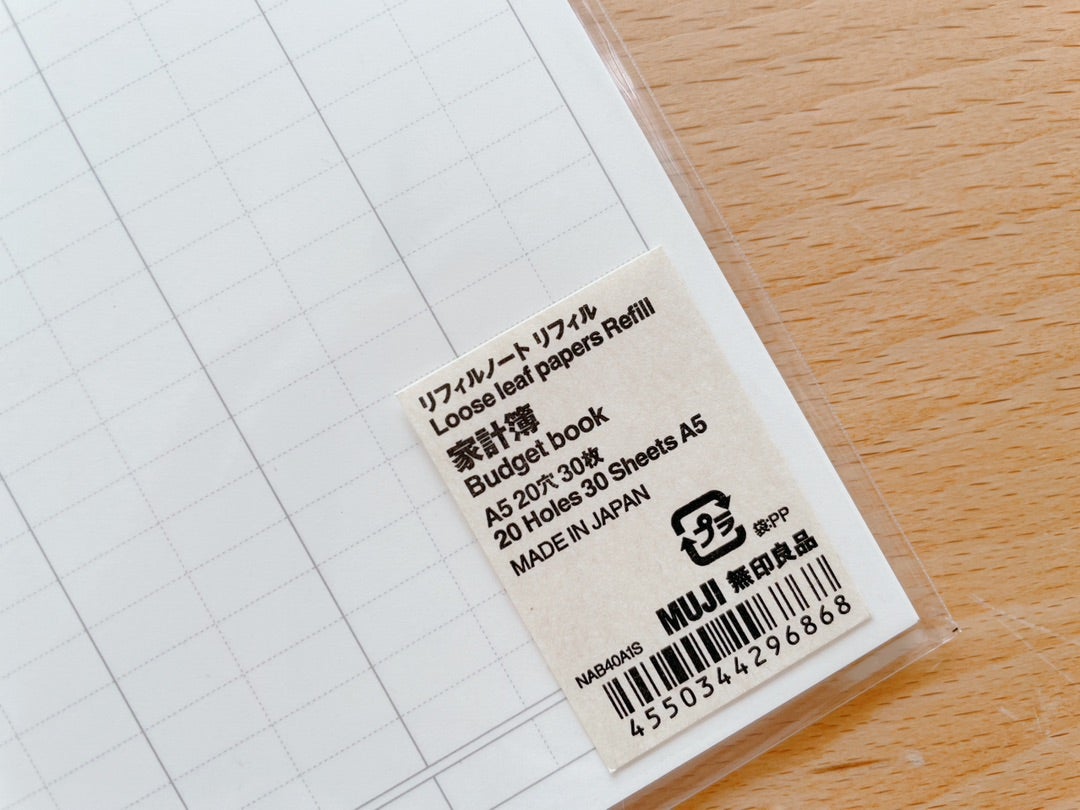 リフィルノート リフィル
Loose leaf papers Refill
家計簿
Budget book
A5 20穴 30枚
20 Holes 30 Sheets A5
MADE IN JAPAN
プラ 袋:PP
MUJI 無印良品
NAB40A1S
4550344296868